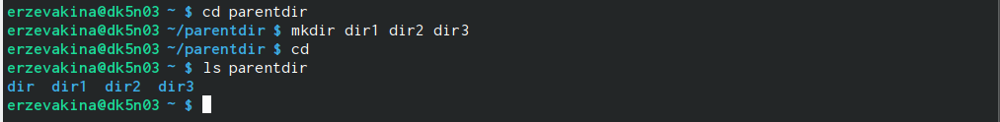 erzevakina@dk5n03 ~ $ cd parentdir
erzevakina@dk5n03 ~/parentdir $ mkdir dir1 dir2 dir3
erzevakina@dk5n03 ~/parentdir $ cd
erzevakina@dk5n03 ~ $ ls parentdir
dir  dir1  dir2  dir3
erzevakina@dk5n03 ~ $